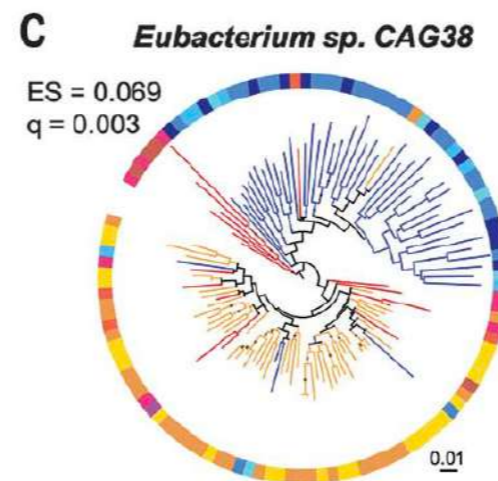 C
Eubacterium sp. CAG38
ES = 0.069
q = 0.003
0.01